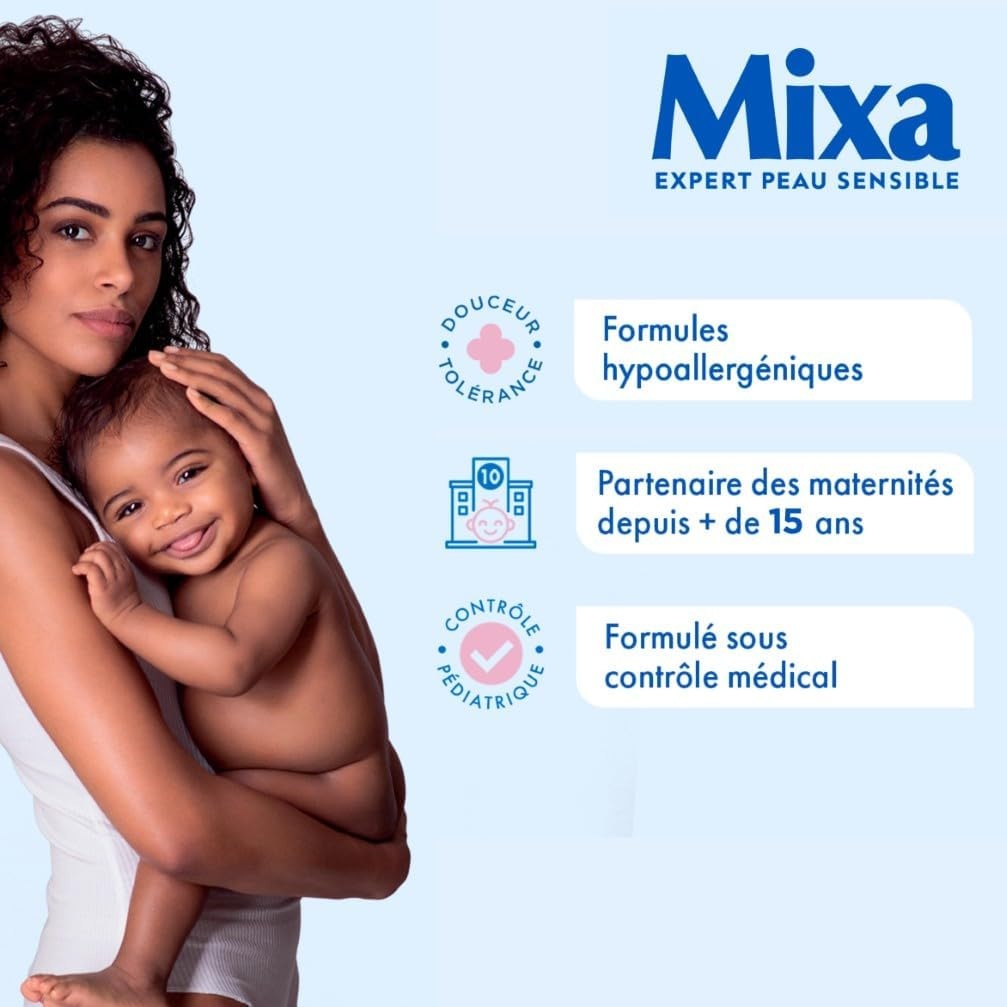 Mixa
EXPERT PEAU SENSIBLE
DOUCEUR
TOLÉRANCE
Formules
hypoallergéniques
10
Partenaire des maternités
depuis + de 15 ans
CONTRÔLE
PÉDIATRIQUE
Formulé sous
contrôle médical